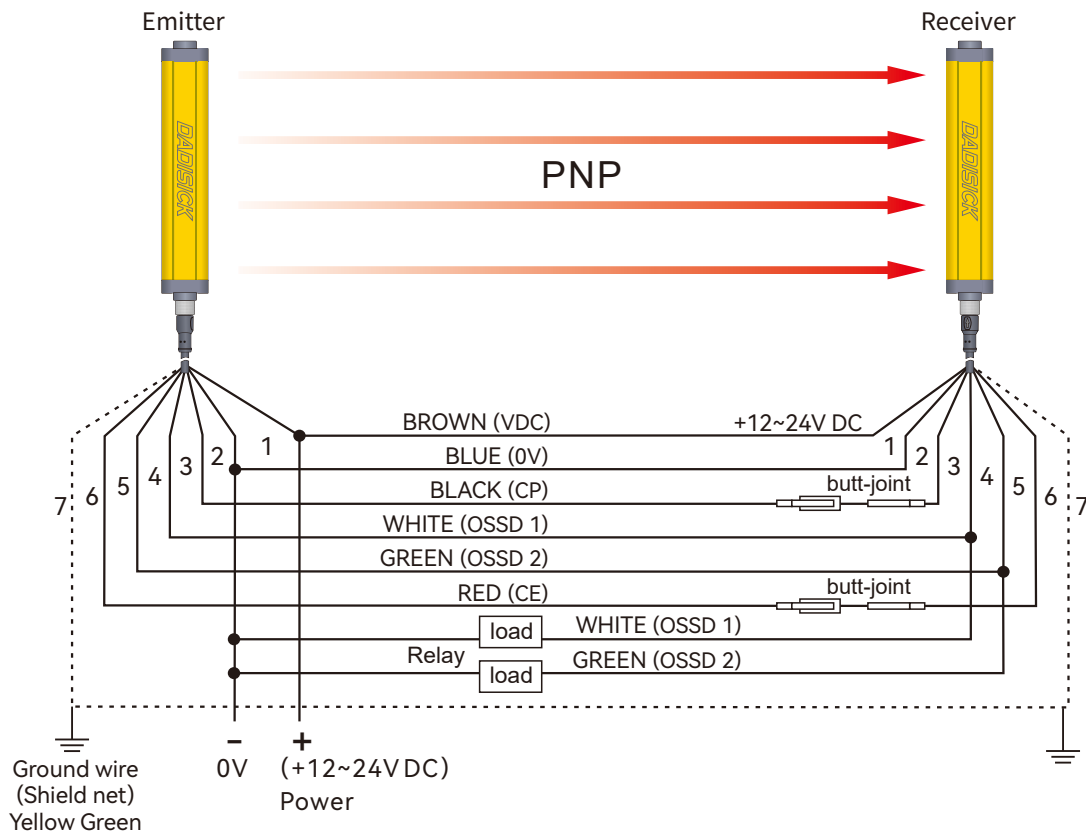 Emitter
Receiver
DADISICK
DADISICK
PNP
BROWN (VDC)
+12~24V DC
1
1
BLUE (0V)
2
2
BLACK (CP)
butt-joint
3
3
WHITE (OSSD 1)
4
4
GREEN (OSSD 2)
5
5
RED (CE)
butt-joint
6
6
7
7
load
WHITE (OSSD 1)
Relay
load
GREEN (OSSD 2)
-
+
0V
(+12~24V DC)
Power
Ground wire
(Shield net)
Yellow Green